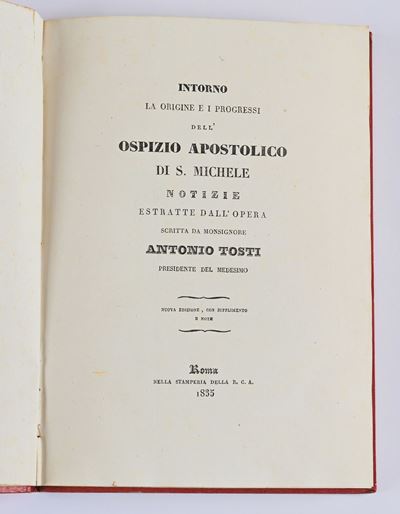 INTORNO
LA ORIGINE E I PROGRESSI
DELL'
OSPIZIO APOSTOLICO
DI S. MICHELE
NOTIZIE
ESTRATTE DALL'OPERA
SCRITTA DA MONSIGNORE
ANTONIO TOSTI
PRESIDENTE DEL MEDESIMO
NUOVA EDIZIONE, CON SUPPLIMENTO
E NOTE
Roma
NELLA STAMPERIA DELLA R. C. A.
1835